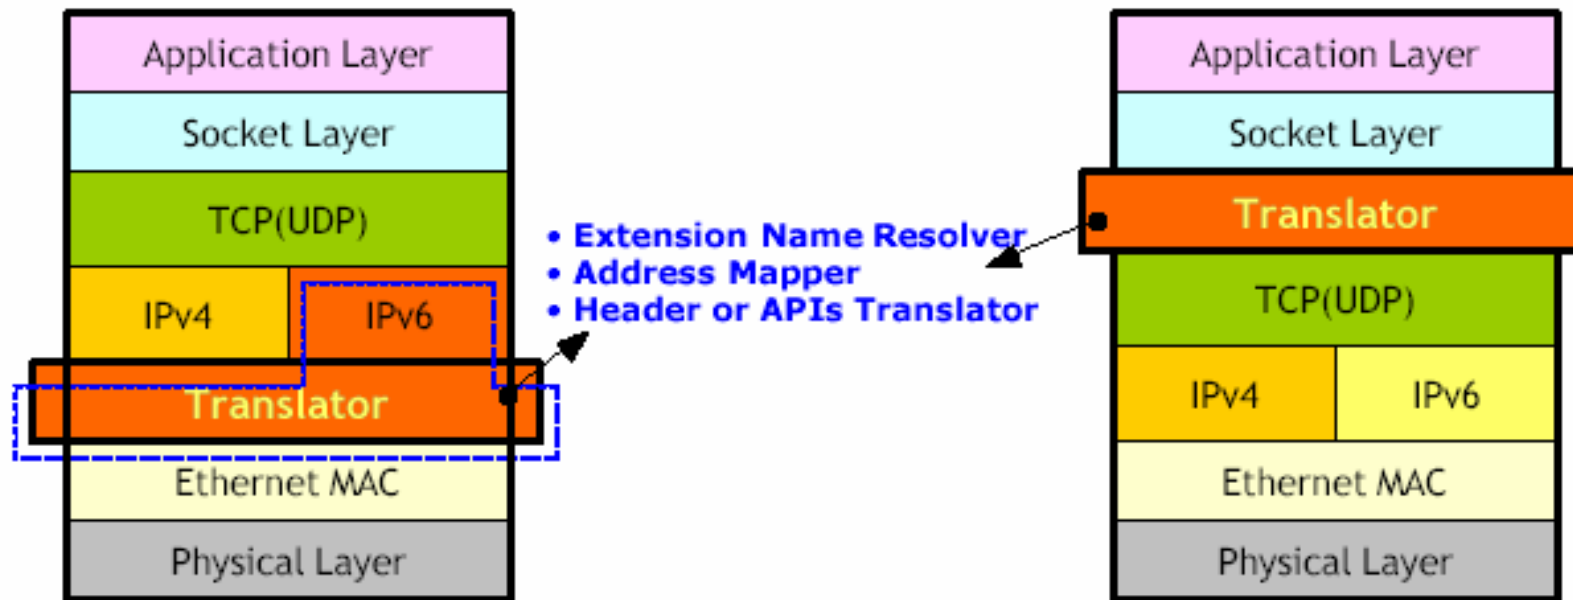 Application Layer
Socket Layer
TCP(UDP)
IPv4
IPv6
Translator
Ethernet MAC
Physical Layer
• Extension Name Resolver
• Address Mapper
• Header or APIs Translator
Application Layer
Socket Layer
Translator
TCP(UDP)
IPv4
IPv6
Ethernet MAC
Physical Layer